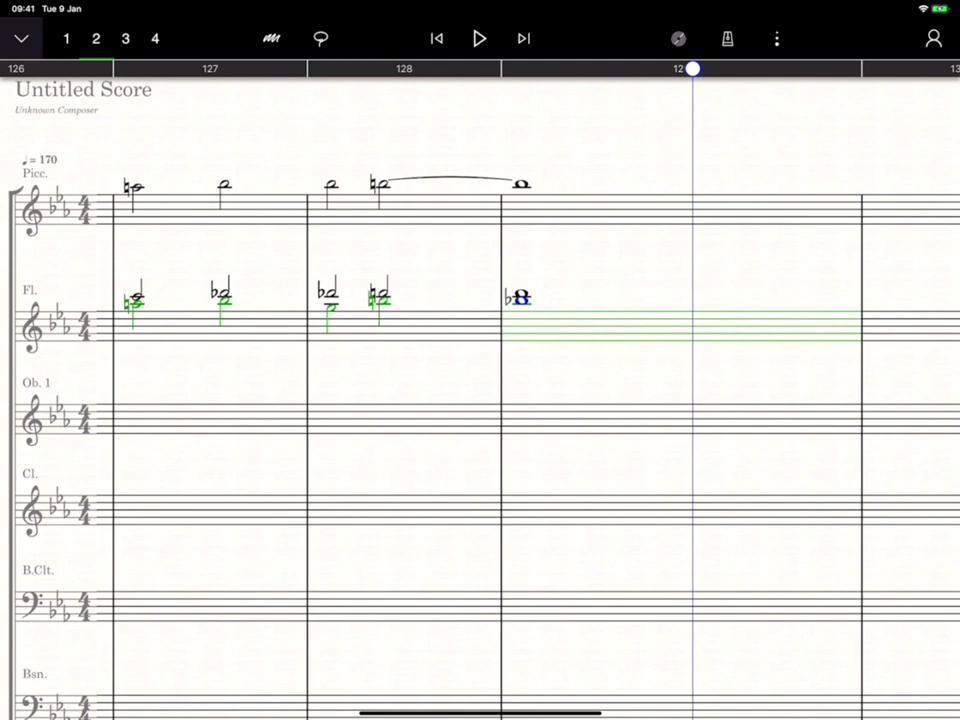 09:41 Tue 9 Jan
1 2 3 4
126 127 128 12 13
Untitled Score
Unknown Composer
♩ = 170
Picc.
Fl.
Ob. 1
Cl.
B.Clt.
Bsn.